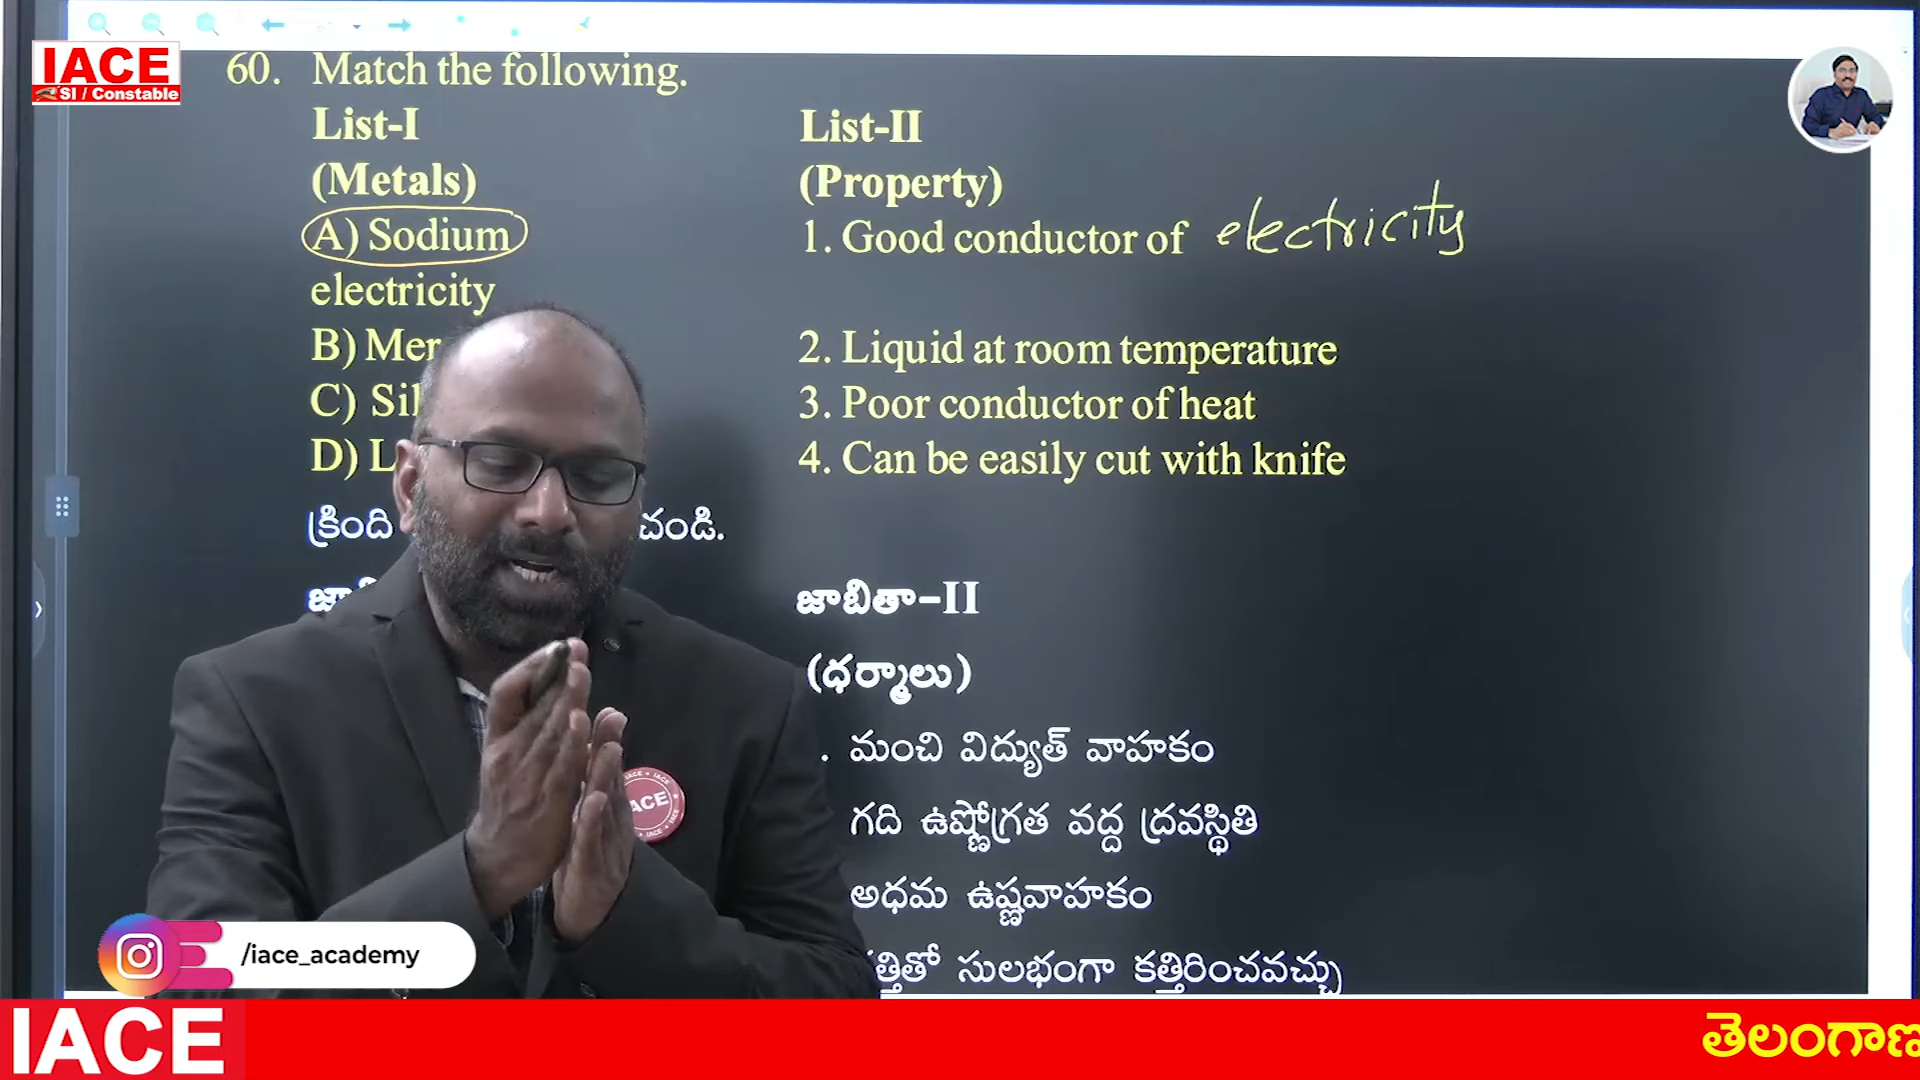 IACE
SI / Constable
60. Match the following.
List-I List-II
(Metals) (Property)
A) Sodium 1. Good conductor of electricity
electricity
B) Mer 2. Liquid at room temperature
C) Sil 3. Poor conductor of heat
D) L 4. Can be easily cut with knife
క్రింది చండి.
జా జాబితా-II
(ధర్మాలు)
. మంచి విద్యుత్ వాహకం
గది ఉష్ణోగ్రత వద్ద ద్రవస్థితి
అధమ ఉష్ణవాహకం
త్తితో సులభంగా కత్తిరించవచ్చు
IACE
/iace_academy
IACE
తెలంగాణ